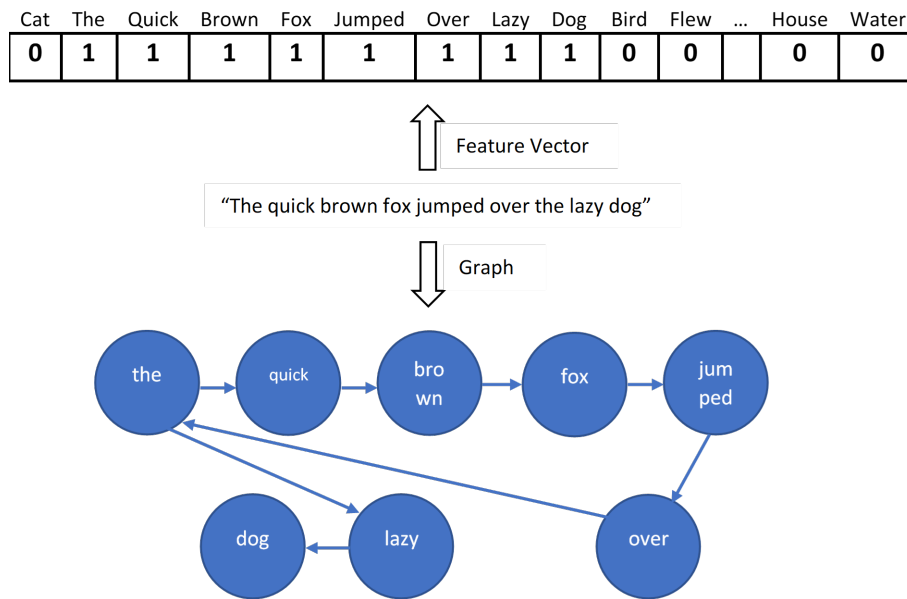 Cat The Quick Brown Fox Jumped Over Lazy Dog Bird Flew ... House Water
0 1 1 1 1 1 1 1 1 0 0 0 0
Feature Vector
“The quick brown fox jumped over the lazy dog”
Graph
the quick bro fox jum
wn ped
dog lazy over